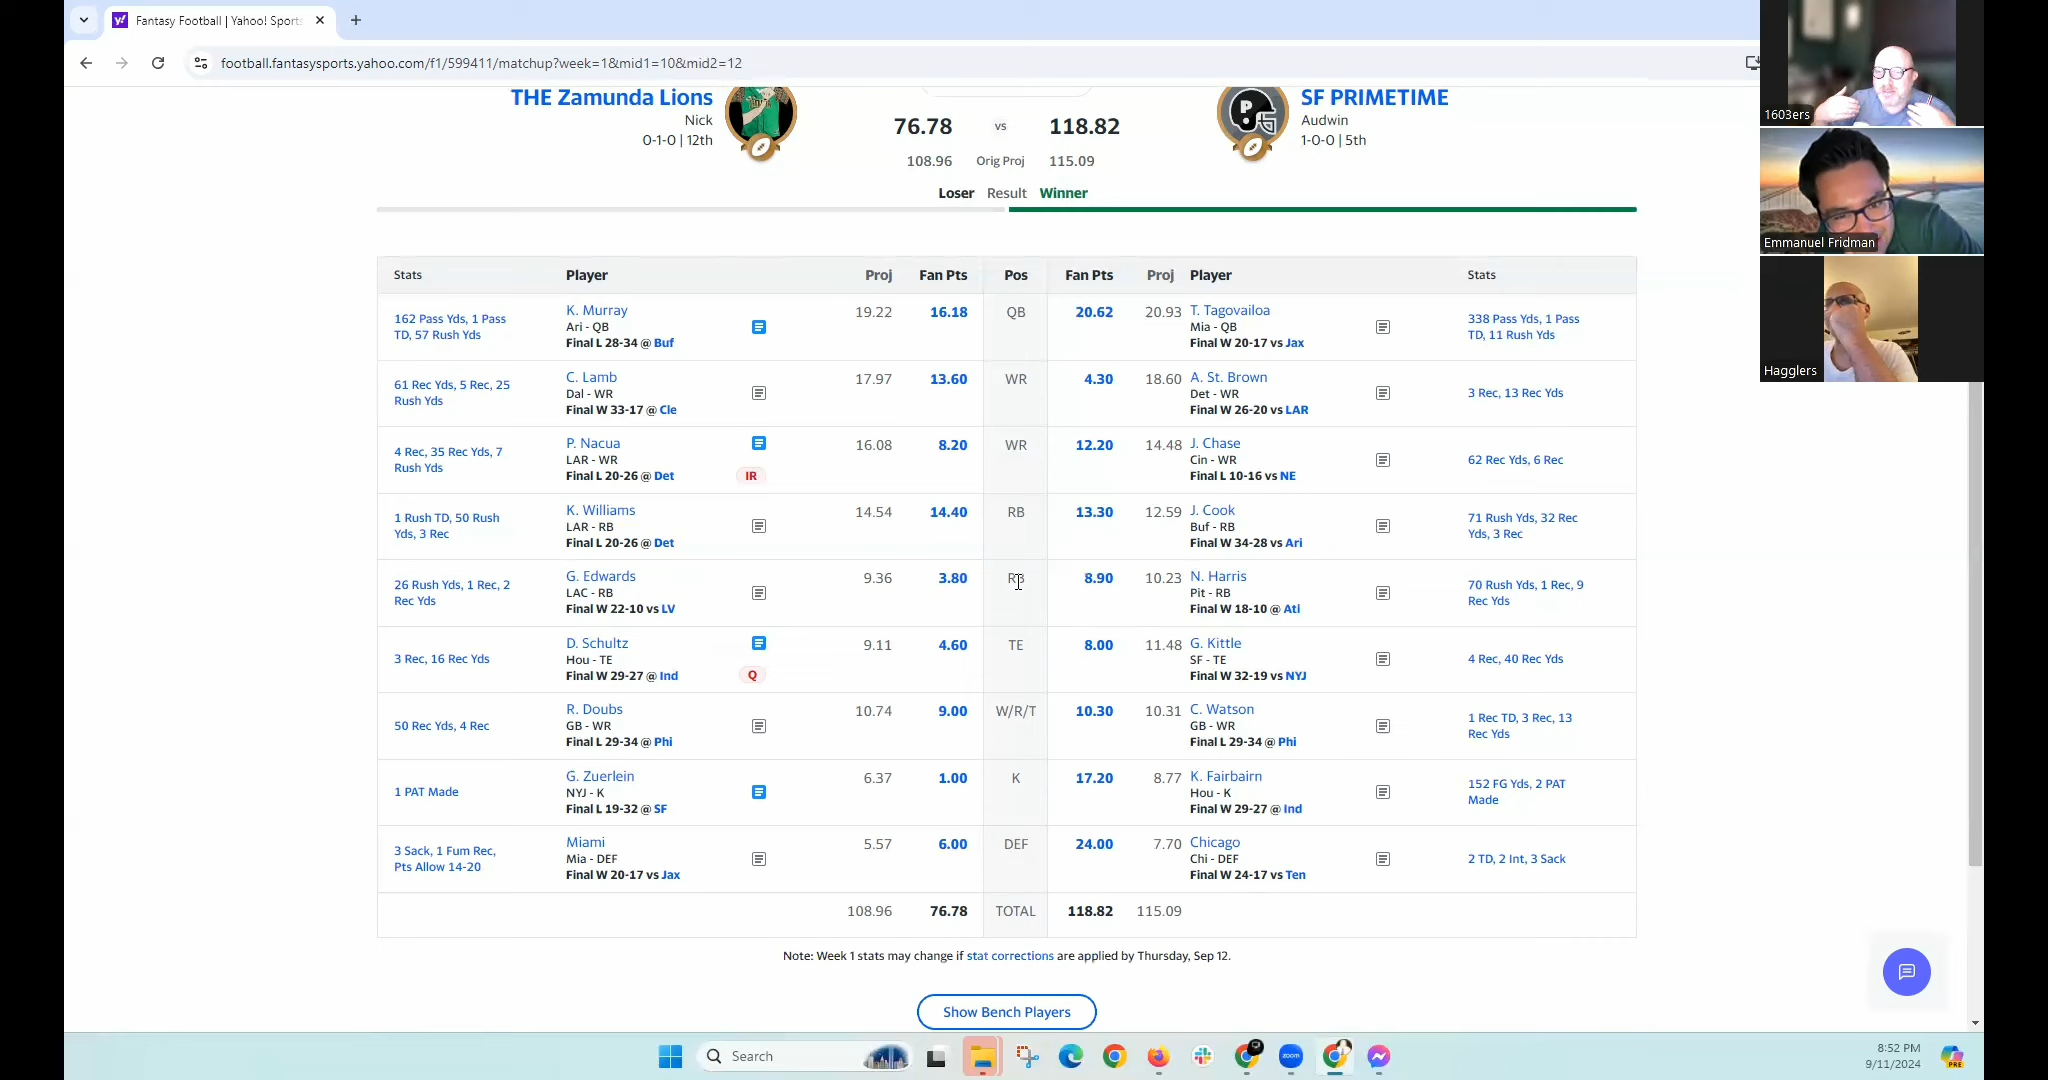 Fantasy Football | Yahoo! Sports
football.fantasysports.yahoo.com/f1/599411/matchup?week=1&mid1=10&mid2=12
THE Zamunda Lions
Nick
0-1-0 | 12th
76.78 vs 118.82
108.96 Orig Proj 115.09
Loser Result Winner
SF PRIMETIME
Audwin
1-0-0 | 5th
P
1603ers
Emmanuel Fridman
Hagglers
Stats Player Proj Fan Pts Pos Fan Pts Proj Player Stats
162 Pass Yds, 1 Pass
TD, 57 Rush Yds
K. Murray
Ari - QB
Final L 28-34 @ Buf
19.22 16.18 QB 20.62 20.93
T. Tagovailoa
Mia - QB
Final W 20-17 vs Jax
338 Pass Yds, 1 Pass
TD, 11 Rush Yds
61 Rec Yds, 5 Rec, 25
Rush Yds
C. Lamb
Dal - WR
Final W 33-17 @ Cle
17.97 13.60 WR 4.30 18.60
A. St. Brown
Det - WR
Final W 26-20 vs LAR
3 Rec, 13 Rec Yds
4 Rec, 35 Rec Yds, 7
Rush Yds
P. Nacua
LAR - WR
Final L 20-26 @ Det
IR
16.08 8.20 WR 12.20 14.48
J. Chase
Cin - WR
Final L 10-16 vs NE
62 Rec Yds, 6 Rec
1 Rush TD, 50 Rush
Yds, 3 Rec
K. Williams
LAR - RB
Final L 20-26 @ Det
14.54 14.40 RB 13.30 12.59
J. Cook
Buf - RB
Final W 34-28 vs Ari
71 Rush Yds, 32 Rec
Yds, 3 Rec
26 Rush Yds, 1 Rec, 2
Rec Yds
G. Edwards
LAC - RB
Final W 22-10 vs LV
9.36 3.80 RB 8.90 10.23
N. Harris
Pit - RB
Final W 18-10 @ Atl
70 Rush Yds, 1 Rec, 9
Rec Yds
3 Rec, 16 Rec Yds
D. Schultz
Hou - TE
Final W 29-27 @ Ind
Q
9.11 4.60 TE 8.00 11.48
G. Kittle
SF - TE
Final W 32-19 vs NYJ
4 Rec, 40 Rec Yds
50 Rec Yds, 4 Rec
R. Doubs
GB - WR
Final L 29-34 @ Phi
10.74 9.00 W/R/T 10.30 10.31
C. Watson
GB - WR
Final L 29-34 @ Phi
1 Rec TD, 3 Rec, 13
Rec Yds
1 PAT Made
G. Zuerlein
NYJ - K
Final L 19-32 @ SF
6.37 1.00 K 17.20 8.77
K. Fairbairn
Hou - K
Final W 29-27 @ Ind
152 FG Yds, 2 PAT
Made
3 Sack, 1 Fum Rec,
Pts Allow 14-20
Miami
Mia - DEF
Final W 20-17 vs Jax
5.57 6.00 DEF 24.00 7.70
Chicago
Chi - DEF
Final W 24-17 vs Ten
2 TD, 2 Int, 3 Sack
108.96 76.78 TOTAL 118.82 115.09
Note: Week 1 stats may change if stat corrections are applied by Thursday, Sep 12.
Show Bench Players
Search
zoom
8:52 PM
9/11/2024
PRE